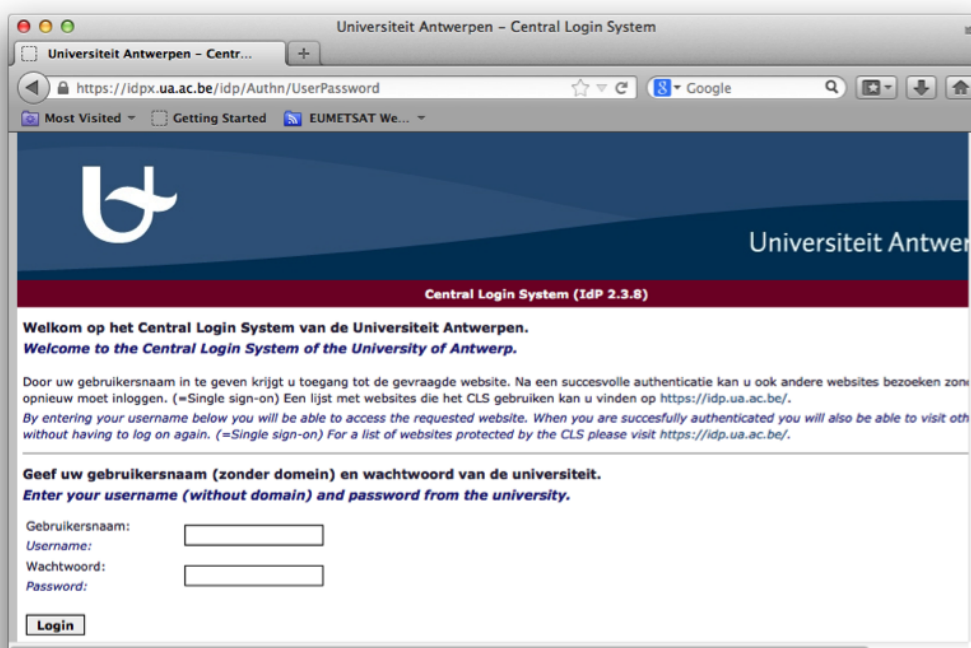 Universiteit Antwerpen – Central Login System
Universiteit Antwerpen – Centr...
https://idpx.ua.ac.be/idp/Authn/UserPassword
Google
Most Visited
Getting Started
EUMETSAT We...
Universiteit Antwer
Central Login System (IdP 2.3.8)
Welkom op het Central Login System van de Universiteit Antwerpen.
Welcome to the Central Login System of the University of Antwerp.
Door uw gebruikersnaam in te geven krijgt u toegang tot de gevraagde website. Na een succesvolle authenticatie kan u ook andere websites bezoeken zon
opnieuw moet inloggen. (=Single sign-on) Een lijst met websites die het CLS gebruiken kan u vinden op https://idp.ua.ac.be/.
By entering your username below you will be able to access the requested website. When you are succesfully authenticated you will also be able to visit oth
without having to log on again. (=Single sign-on) For a list of websites protected by the CLS please visit https://idp.ua.ac.be/.
Geef uw gebruikersnaam (zonder domein) en wachtwoord van de universiteit.
Enter your username (without domain) and password from the university.
Gebruikersnaam:
Username:
Wachtwoord:
Password:
Login